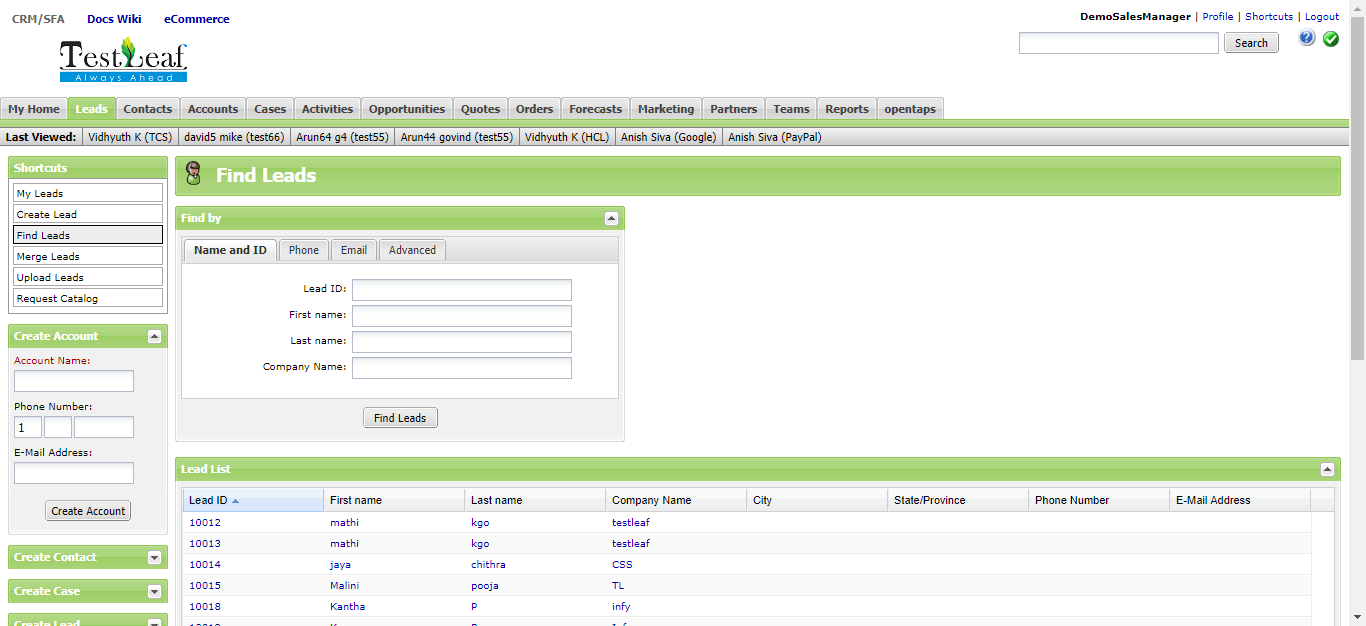 CRM/SFA Docs Wiki eCommerce
DemoSalesManager | Profile | Shortcuts | Logout
TestLeaf
Always Ahead
Search
My Home Leads Contacts Accounts Cases Activities Opportunities Quotes Orders Forecasts Marketing Partners Teams Reports opentaps
Last Viewed: Vidhyuth K (TCS) david5 mike (test66) Arun64 g4 (test55) Arun44 govind (test55) Vidhyuth K (HCL) Anish Siva (Google) Anish Siva (PayPal)
Shortcuts
My Leads
Create Lead
Find Leads
Merge Leads
Upload Leads
Request Catalog
Create Account
Account Name:
Phone Number:
1
E-Mail Address:
Create Account
Create Contact
Create Case
Create Lead
Find Leads
Find by
Name and ID Phone Email Advanced
Lead ID:
First name:
Last name:
Company Name:
Find Leads
Lead List
Lead ID First name Last name Company Name City State/Province Phone Number E-Mail Address
10012 mathi kgo testleaf
10013 mathi kgo testleaf
10014 jaya chithra CSS
10015 Malini pooja TL
10018 Kantha P infy